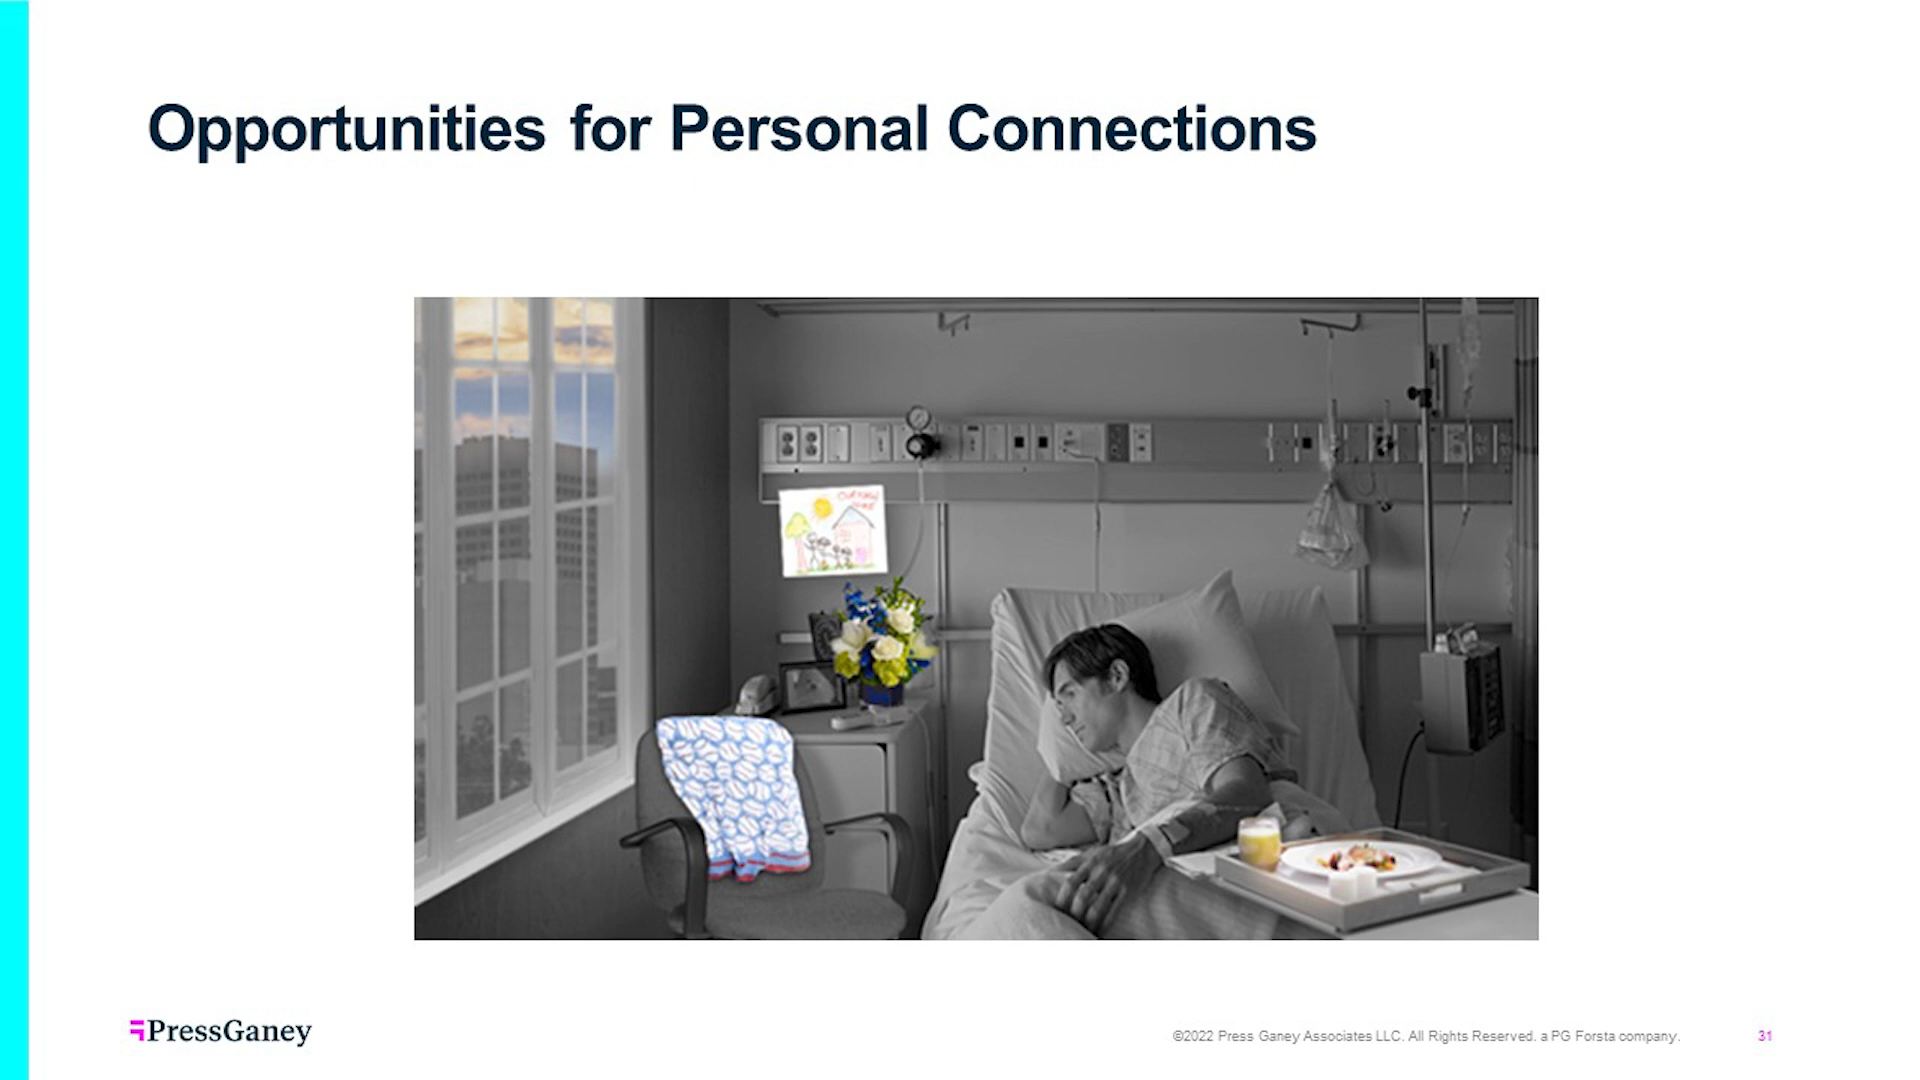 Opportunities for Personal Connections
PressGaney
©2022 Press Ganey Associates LLC. All Rights Reserved. a PG Forsta company.
31